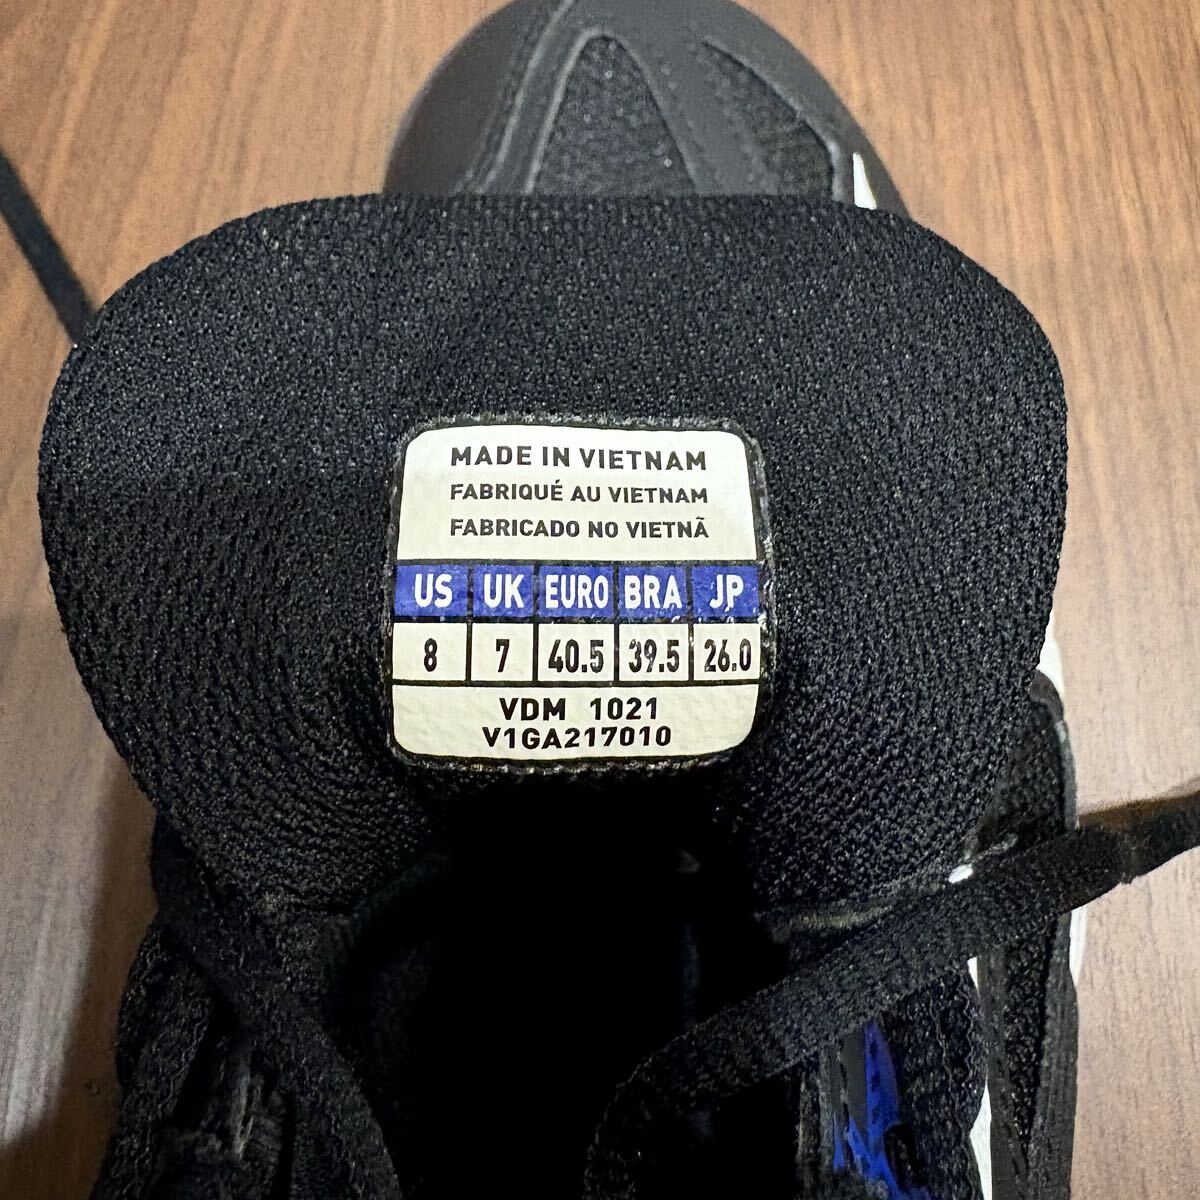 MADE IN VIETNAM
FABRIQUÉ AU VIETNAM
FABRICADO NO VIETNÃ
US UK EURO BRA JP
8 7 40.5 39.5 26.0
VDM 1021
V1GA217010